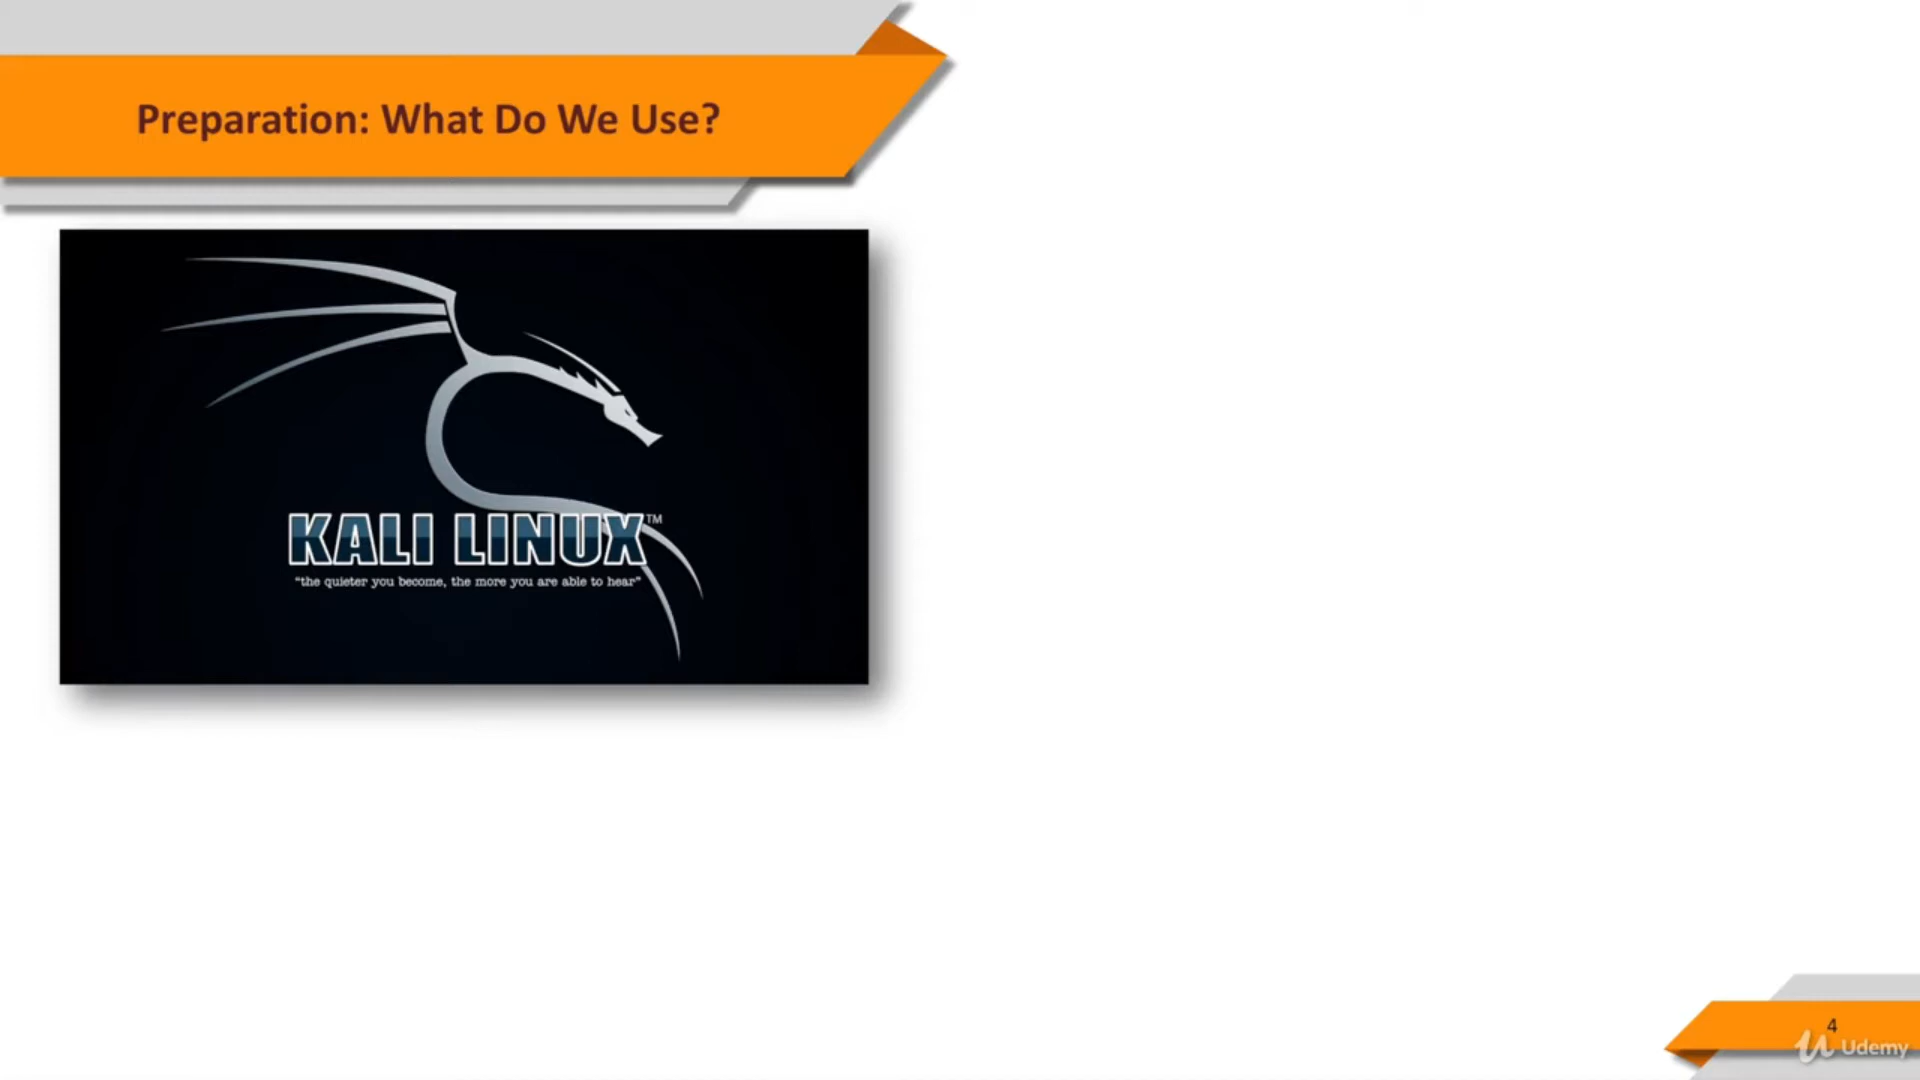 Preparation: What Do We Use?
KALI LINUX™
“the quieter you become, the more you are able to hear”
4
Udemy